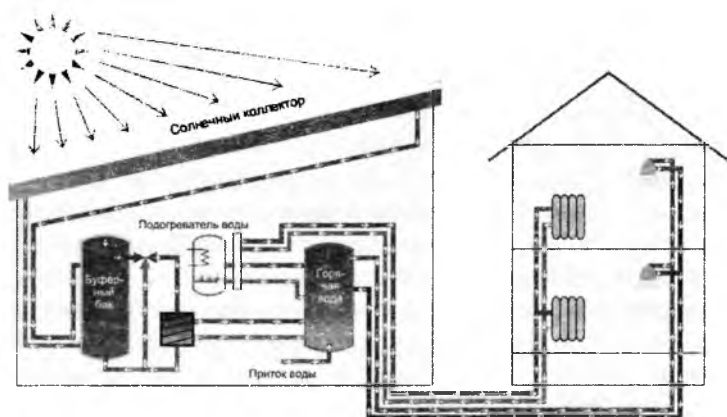 Солнечный коллектор
Подогреватель воды
Буфер-
ный
бак
Горя-
чая
вода
Приток воды